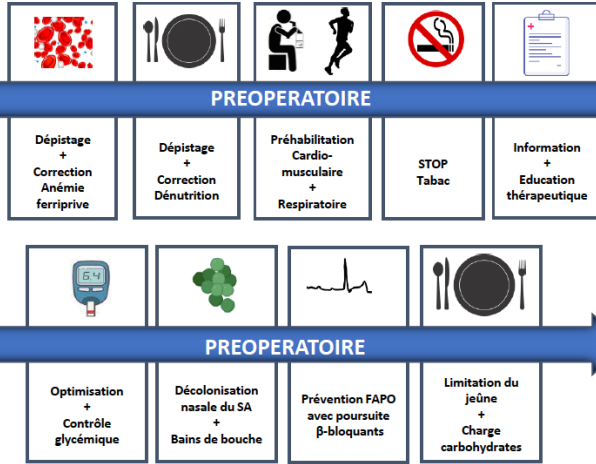 PREOPERATOIRE
Dépistage
+
Correction
Anémie
ferriprive
Dépistage
+
Correction
Dénutrition
Préhabilitation
Cardio-
musculaire
+
Respiratoire
STOP
Tabac
Information
+
Education
thérapeutique
6.4
PREOPERATOIRE
Optimisation
+
Contrôle
glycémique
Décolonisation
nasale du SA
+
Bains de bouche
Prévention FAPO
avec poursuite
β-bloquants
Limitation du
jeûne
+
Charge
carbohydrates